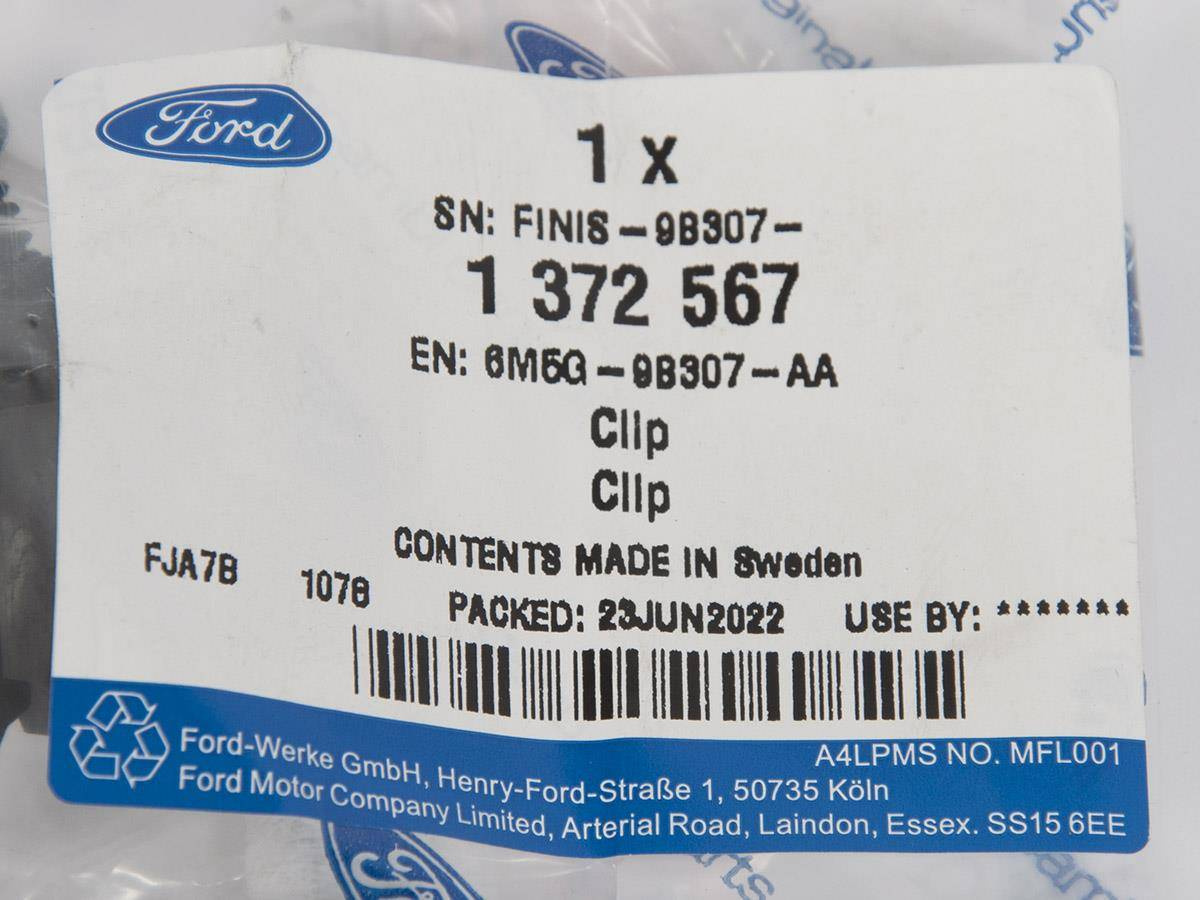 Ford
1 x
SN: FINIS-9B307-
1 372 567
EN: 6M5G-9B307-AA
Clip
Clip
CONTENTS MADE IN Sweden
FJA7B 1078 PACKED: 23JUN2022 USE BY: *******
A4LPMS NO. MFL001
Ford-Werke GmbH, Henry-Ford-Straße 1, 50735 Köln
Ford Motor Company Limited, Arterial Road, Laindon, Essex. SS15 6EE